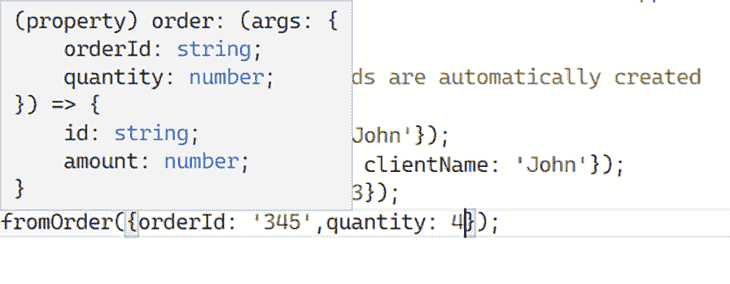 (property) order: (args: {
orderId: string;
quantity: number;
}) => {
id: string;
amount: number;
}
ds are automatically created
John'});
clientName: 'John'});
3});
fromOrder({orderId: '345',quantity: 4});